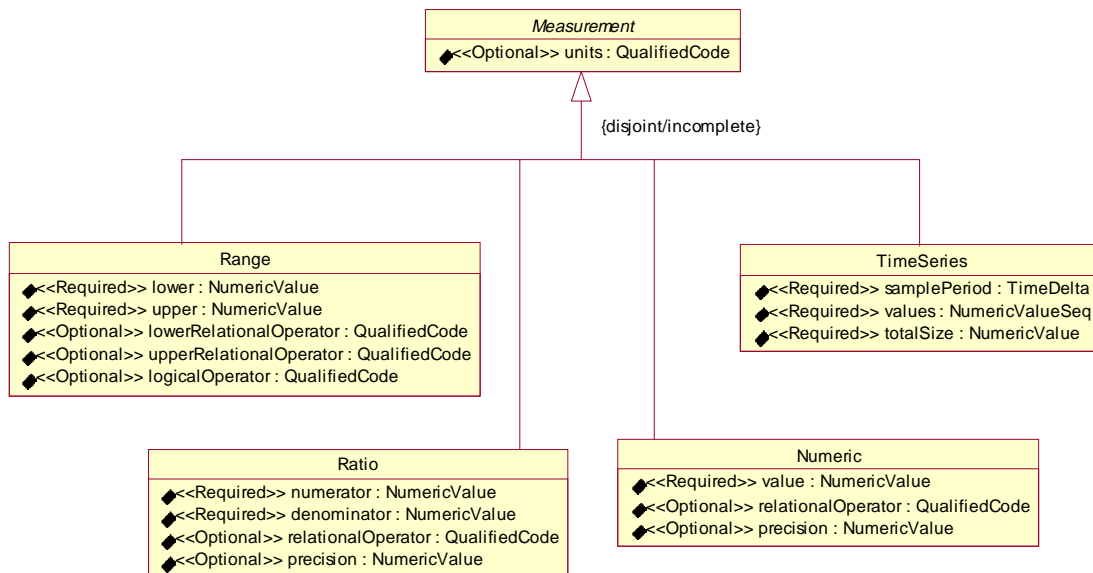 Measurement
<<Optional>> units : QualifiedCode
{disjoint/incomplete}
Range
<<Required>> lower : NumericValue
<<Required>> upper : NumericValue
<<Optional>> lowerRelationalOperator : QualifiedCode
<<Optional>> upperRelationalOperator : QualifiedCode
<<Optional>> logicalOperator : QualifiedCode
TimeSeries
<<Required>> samplePeriod : TimeDelta
<<Required>> values : NumericValueSeq
<<Required>> totalSize : NumericValue
Ratio
<<Required>> numerator : NumericValue
<<Required>> denominator : NumericValue
<<Optional>> relationalOperator : QualifiedCode
<<Optional>> precision : NumericValue
Numeric
<<Required>> value : NumericValue
<<Optional>> relationalOperator : QualifiedCode
<<Optional>> precision : NumericValue